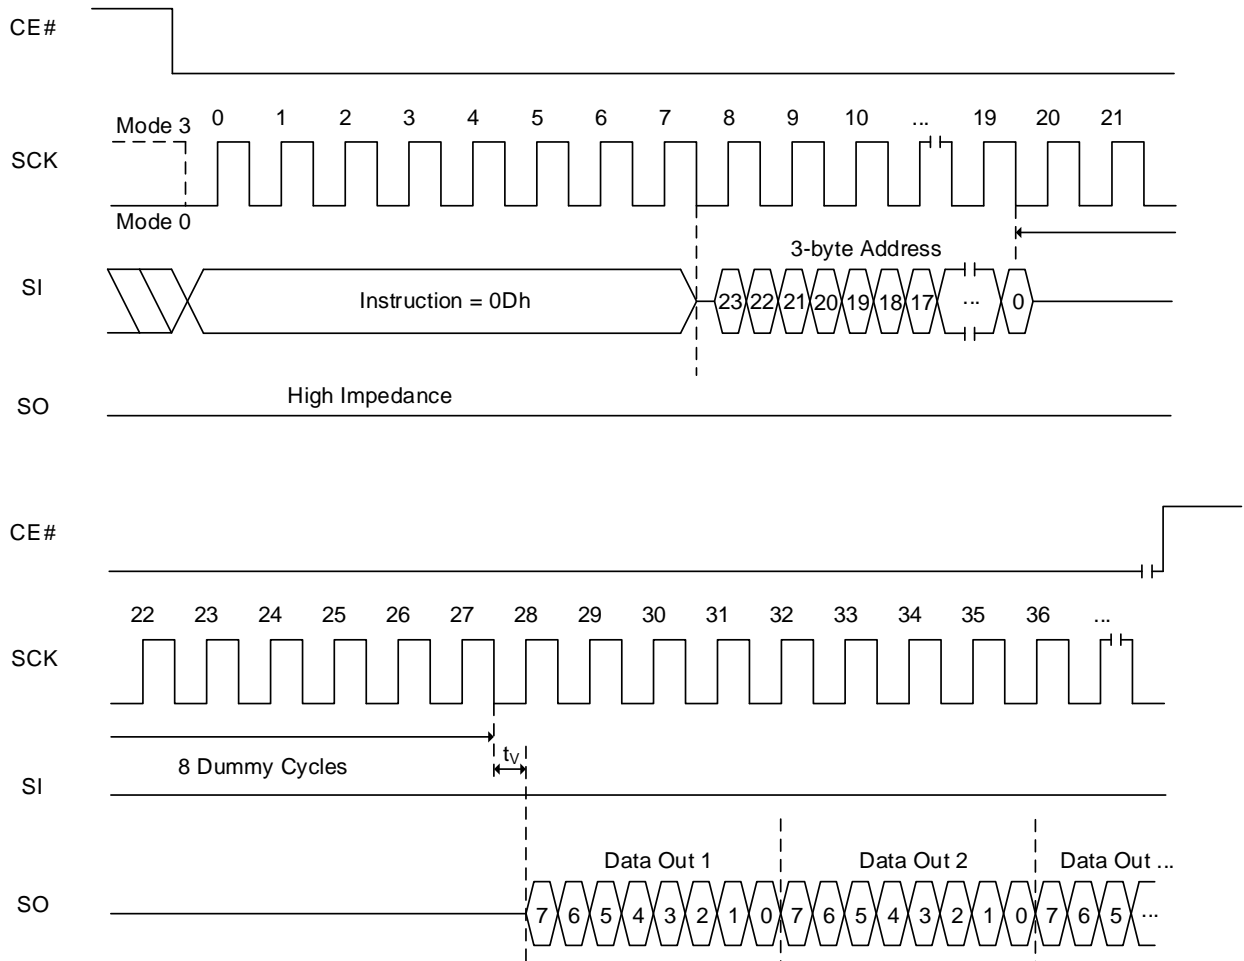 CE#
Mode 3 0 1 2 3 4 5 6 7 8 9 10 ... 19 20 21
SCK
Mode 0
3-byte Address
SI Instruction = 0Dh 23 22 21 20 19 18 17 ... 0
High Impedance
SO
CE#
22 23 24 25 26 27 28 29 30 31 32 33 34 35 36 ...
SCK
8 Dummy Cycles tV
SI
Data Out 1 Data Out 2 Data Out ...
SO 7 6 5 4 3 2 1 0 7 6 5 4 3 2 1 0 7 6 5 ...